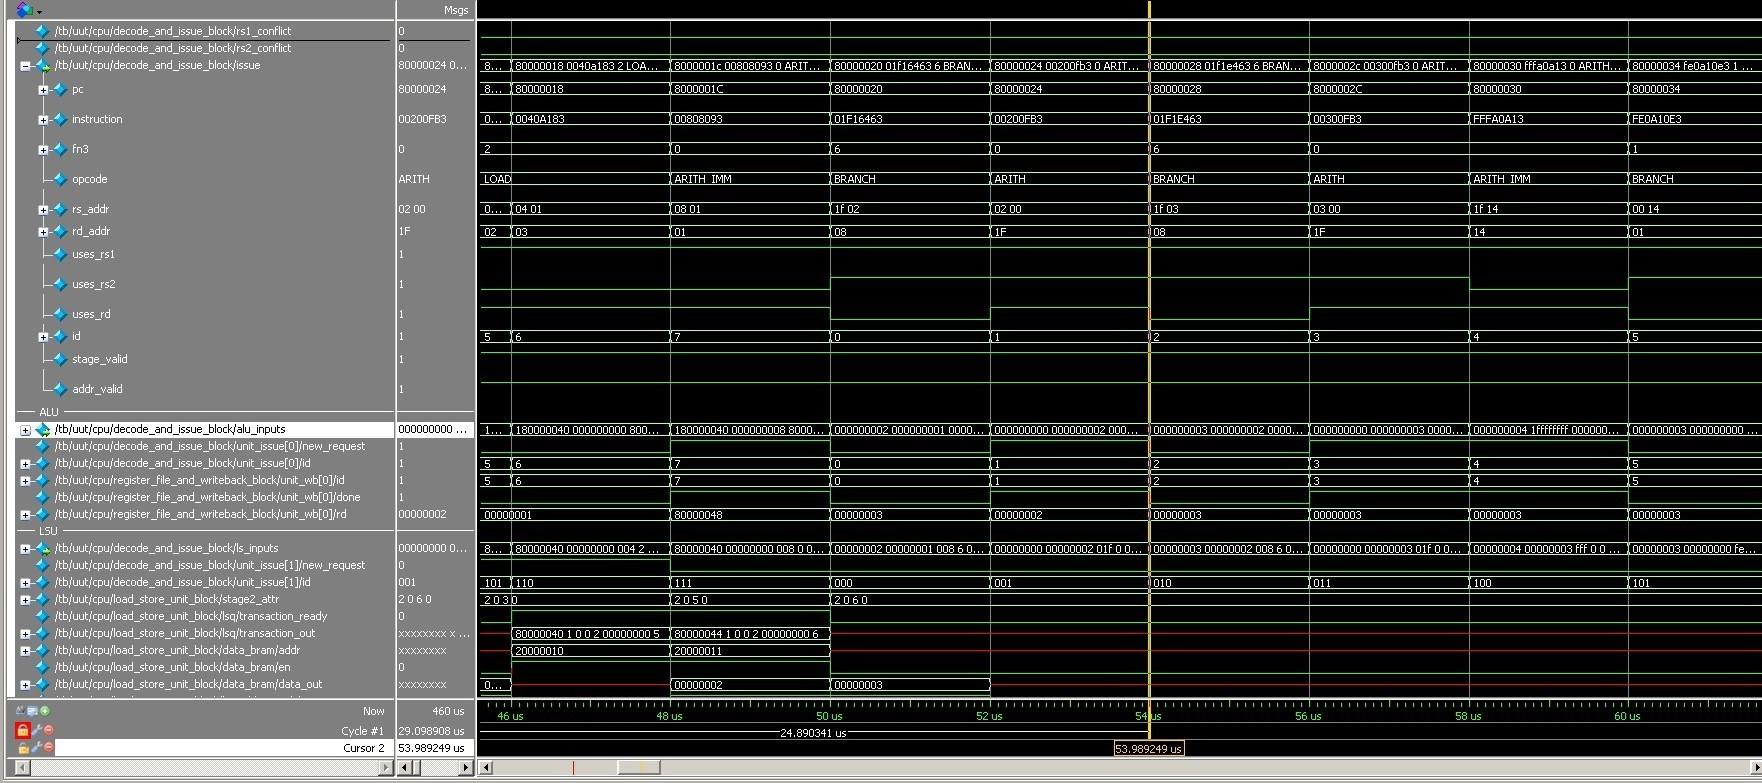 Msgs
/tb/uut/cpu/decode_and_issue_block/rs1_conflict 0
/tb/uut/cpu/decode_and_issue_block/rs2_conflict 0
/tb/uut/cpu/decode_and_issue_block/issue 80000024 0... 8... 80000018 0040a183 2 LOA... 8000001c 00808093 0 ARIT... 80000020 01f16463 6 BRAN... 80000024 00200fb3 0 ARIT... 80000028 01f1e463 6 BRAN... 8000002c 00300fb3 0 ARIT... 80000030 fffa0a13 0 ARITH... 80000034 fe0a10e3 1 ...
pc 80000024 8... 80000018 8000001C 80000020 80000024 80000028 8000002C 80000030 80000034
instruction 00200FB3 0... 0040A183 00808093 01F16463 00200FB3 01F1E463 00300FB3 FFFA0A13 FE0A10E3
fn3 0 2 0 6 0 6 0 1
opcode ARITH LOAD ARITH_IMM BRANCH ARITH BRANCH ARITH ARITH_IMM BRANCH
rs_addr 02 00 0... 04 01 08 01 1f 02 02 00 1f 03 03 00 1f 14 00 14
rd_addr 1F 02 03 01 08 1F 08 1F 14 01
uses_rs1 1
uses_rs2 1
uses_rd 1
id 1 5 6 7 0 1 2 3 4 5
stage_valid 1
addr_valid 1
ALU
/tb/uut/cpu/decode_and_issue_block/alu_inputs 000000000 ... 1... 180000040 000000000 800... 180000040 000000008 8000... 000000002 000000001 000... 000000000 000000002 000... 000000003 000000002 000... 000000000 000000003 0000... 000000004 1ffffffff 000000... 000000003 000000000 ...
/tb/uut/cpu/decode_and_issue_block/unit_issue[0]/new_request 1
/tb/uut/cpu/decode_and_issue_block/unit_issue[0]/id 1 5 6 7 0 1 2 3 4 5
/tb/uut/cpu/register_file_and_writeback_block/unit_wb[0]/id 1 5 6 7 0 1 2 3 4 5
/tb/uut/cpu/register_file_and_writeback_block/unit_wb[0]/done 1
/tb/uut/cpu/register_file_and_writeback_block/unit_wb[0]/rd 00000002 00000001 80000048 00000003 00000002 00000003 00000003 00000003 00000003
LSU
/tb/uut/cpu/decode_and_issue_block/ls_inputs 00000000 0... 8... 80000040 00000000 004 2 ... 80000040 00000000 008 0 0... 00000002 00000001 008 6 0... 00000000 00000002 01f 0 0... 00000003 00000002 008 6 0... 00000000 00000003 01f 0 0... 00000004 00000003 fff 0 0 ... 00000003 00000000 fe...
/tb/uut/cpu/decode_and_issue_block/unit_issue[1]/new_request 0
/tb/uut/cpu/decode_and_issue_block/unit_issue[1]/id 001 101 110 111 000 001 010 011 100 101
/tb/uut/cpu/load_store_unit_block/stage2_attr 2 0 6 0 2 0 3 0 2 0 5 0 2 0 6 0
/tb/uut/cpu/load_store_unit_block/lsq/transaction_ready 0
/tb/uut/cpu/load_store_unit_block/lsq/transaction_out xxxxxxxx x ... 80000040 1 0 0 2 00000000 5 80000044 1 0 0 2 00000000 6
/tb/uut/cpu/load_store_unit_block/data_bram/addr xxxxxxxx 20000010 20000011
/tb/uut/cpu/load_store_unit_block/data_bram/en 0
/tb/uut/cpu/load_store_unit_block/data_bram/data_out xxxxxxxx 0... 00000002 00000003
Now 460 us 46 us 48 us 50 us 52 us 54 us 56 us 58 us 60 us
Cycle #1 29.098908 us 24.890341 us
Cursor 2 53.989249 us 53.989249 us